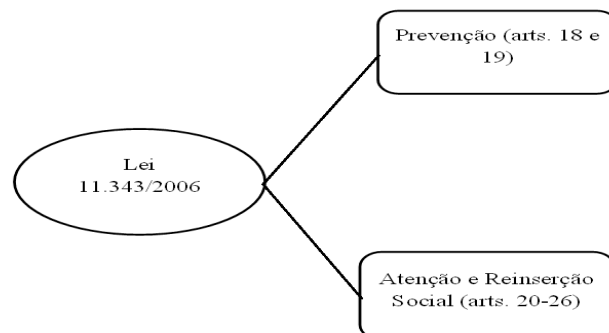 Prevenção (arts. 18 e
19)
Lei
11.343/2006
Atenção e Reinserção
Social (arts. 20-26)